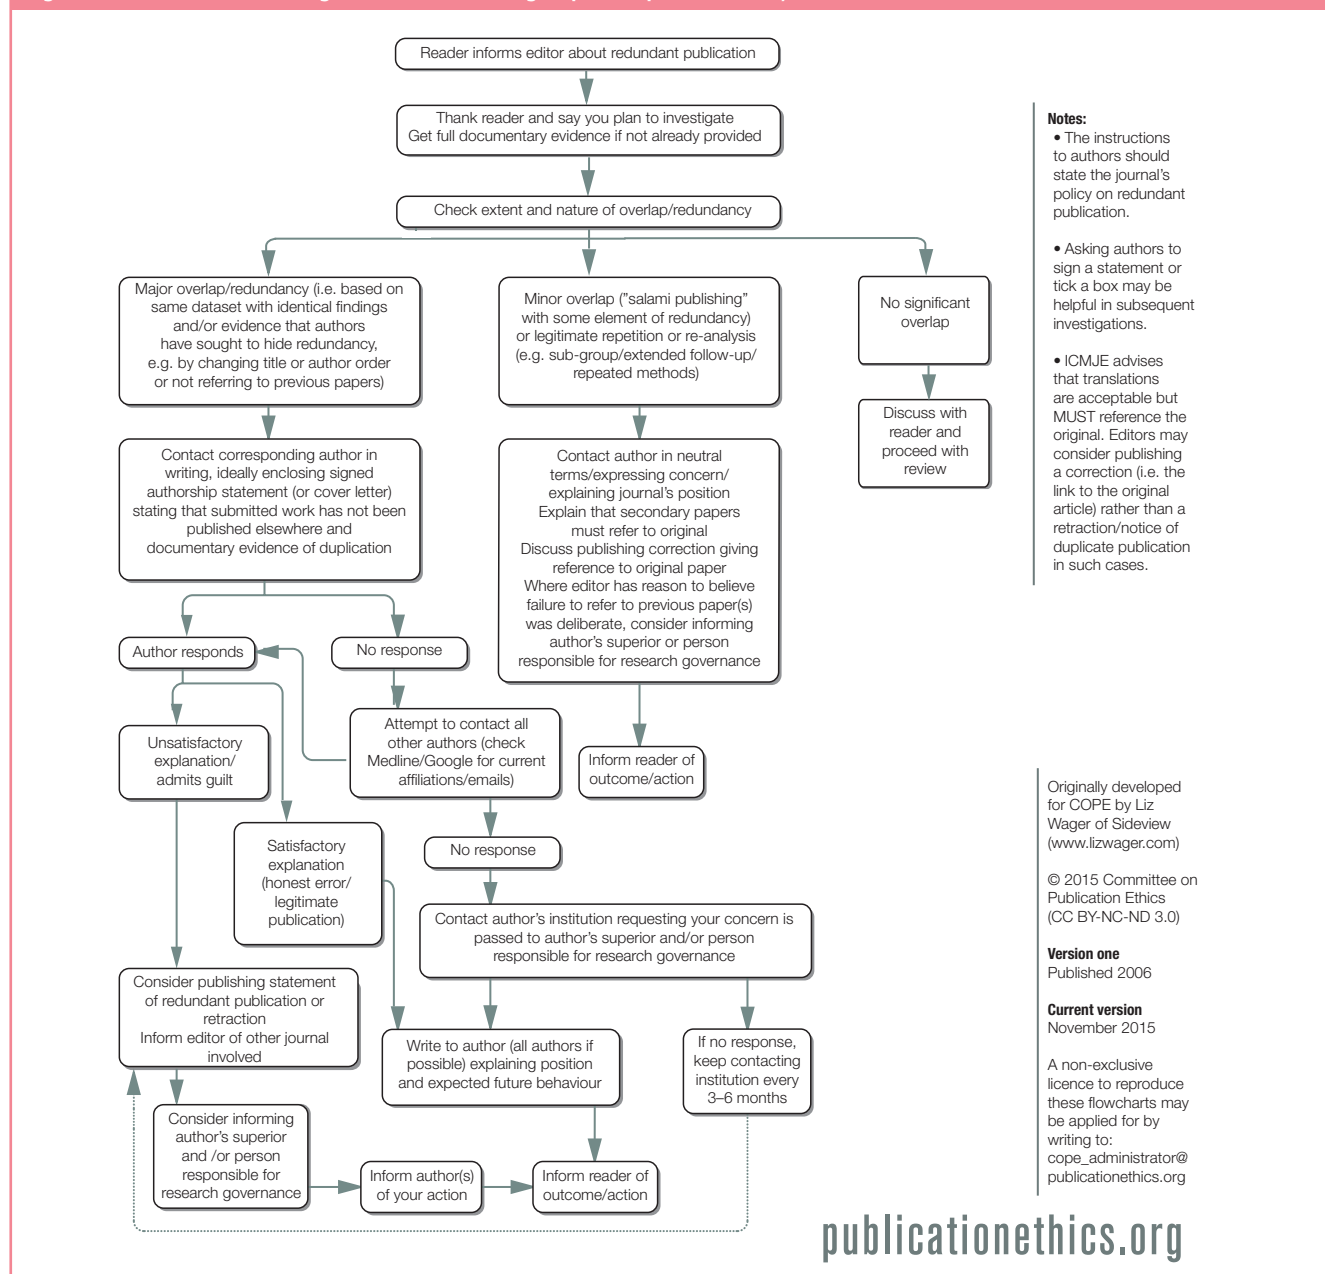 Reader informs editor about redundant publication
Thank reader and say you plan to investigate
Get full documentary evidence if not already provided
Check extent and nature of overlap/redundancy
Major overlap/redundancy (i.e. based on
same dataset with identical findings
and/or evidence that authors
have sought to hide redundancy,
e.g. by changing title or author order
or not referring to previous papers)
Minor overlap ("salami publishing"
with some element of redundancy)
or legitimate repetition or re-analysis
(e.g. sub-group/extended follow-up/
repeated methods)
No significant
overlap
Discuss with
reader and
proceed with
review
Contact corresponding author in
writing, ideally enclosing signed
authorship statement (or cover letter)
stating that submitted work has not been
published elsewhere and
documentary evidence of duplication
Contact author in neutral
terms/expressing concern/
explaining journal's position
Explain that secondary papers
must refer to original
Discuss publishing correction giving
reference to original paper
Where editor has reason to believe
failure to refer to previous paper(s)
was deliberate, consider informing
author's superior or person
responsible for research governance
Author responds
No response
Unsatisfactory
explanation/
admits guilt
Attempt to contact all
other authors (check
Medline/Google for current
affiliations/emails)
Inform reader of
outcome/action
Satisfactory
explanation
(honest error/
legitimate
publication)
No response
Contact author's institution requesting your concern is
passed to author's superior and/or person
responsible for research governance
Consider publishing statement
of redundant publication or
retraction
Inform editor of other journal
involved
Write to author (all authors if
possible) explaining position
and expected future behaviour
If no response,
keep contacting
institution every
3–6 months
Consider informing
author's superior
and /or person
responsible for
research governance
Inform author(s)
of your action
Inform reader of
outcome/action
Notes:
• The instructions
to authors should
state the journal's
policy on redundant
publication.
• Asking authors to
sign a statement or
tick a box may be
helpful in subsequent
investigations.
• ICMJE advises
that translations
are acceptable but
MUST reference the
original. Editors may
consider publishing
a correction (i.e. the
link to the original
article) rather than a
retraction/notice of
duplicate publication
in such cases.
Originally developed
for COPE by Liz
Wager of Sideview
(www.lizwager.com)
© 2015 Committee on
Publication Ethics
(CC BY-NC-ND 3.0)
Version one
Published 2006
Current version
November 2015
A non-exclusive
licence to reproduce
these flowcharts may
be applied for by
writing to:
cope_administrator@
publicationethics.org
publicationethics.org